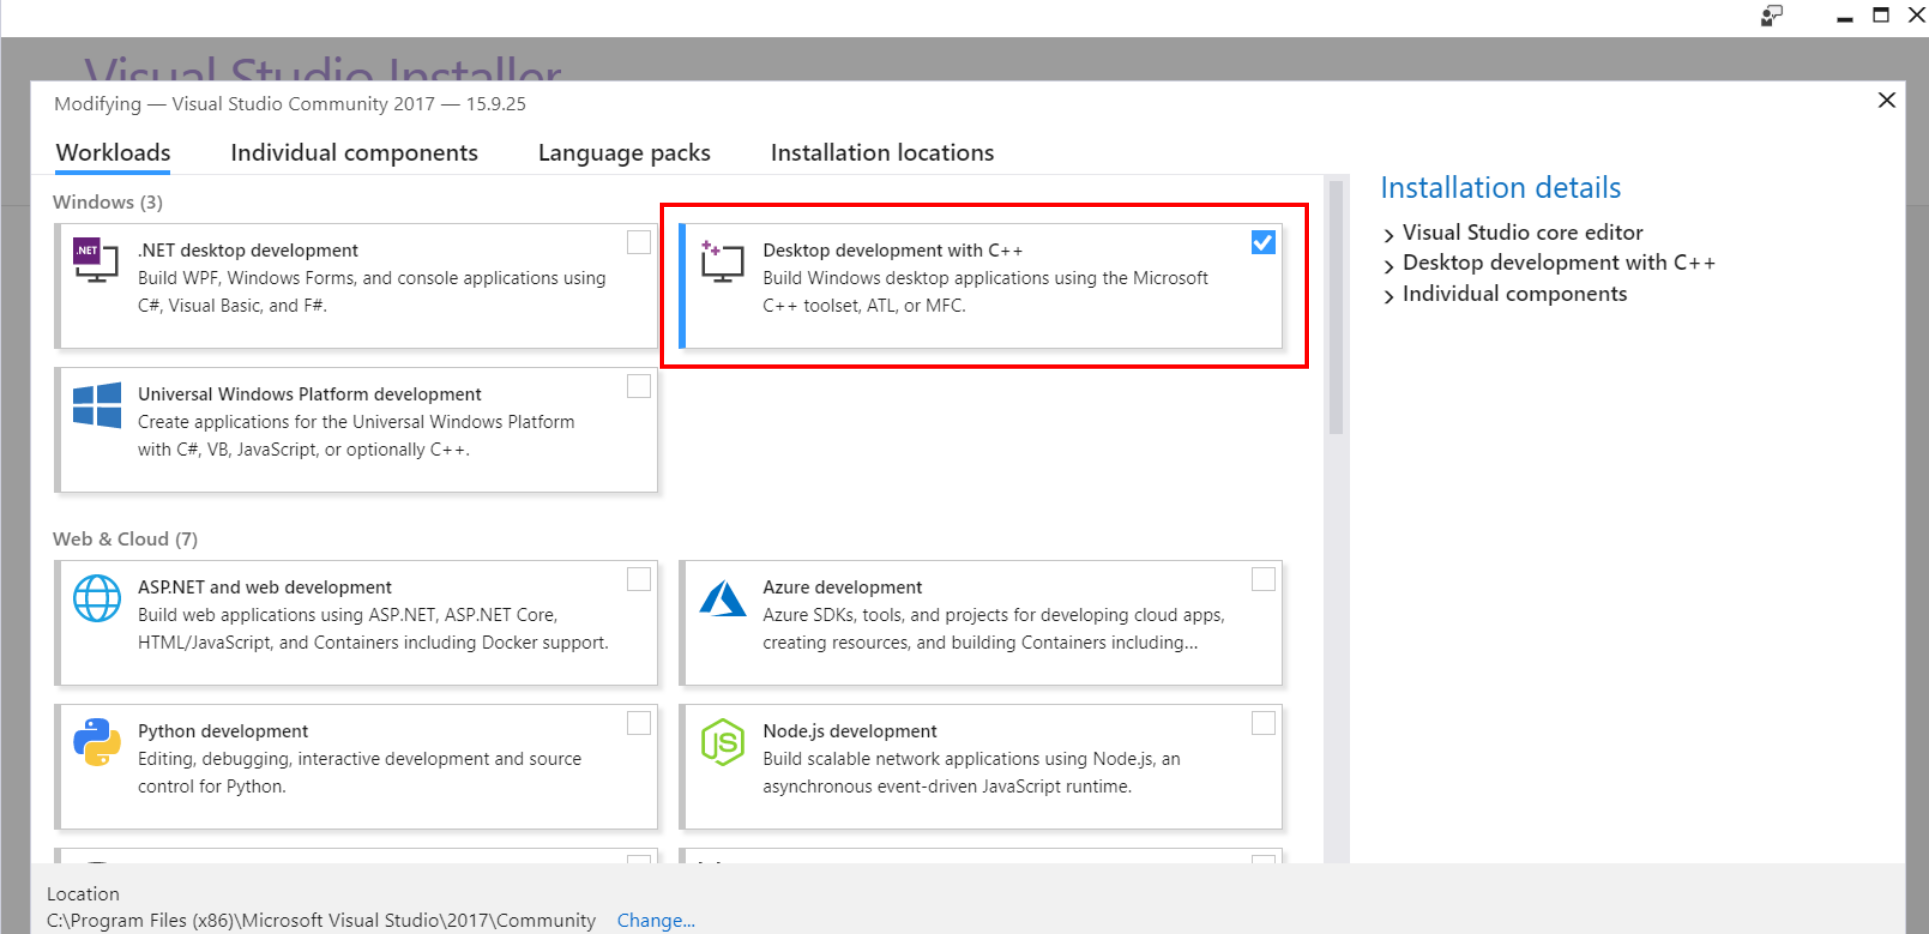 Visual Studio Installer
Modifying — Visual Studio Community 2017 — 15.9.25
Workloads
Individual components
Language packs
Installation locations
Windows (3)
.NET
.NET desktop development
Build WPF, Windows Forms, and console applications using
C#, Visual Basic, and F#.
Desktop development with C++
Build Windows desktop applications using the Microsoft
C++ toolset, ATL, or MFC.
Universal Windows Platform development
Create applications for the Universal Windows Platform
with C#, VB, JavaScript, or optionally C++.
Web & Cloud (7)
ASP.NET and web development
Build web applications using ASP.NET, ASP.NET Core,
HTML/JavaScript, and Containers including Docker support.
Azure development
Azure SDKs, tools, and projects for developing cloud apps,
creating resources, and building Containers including...
Python development
Editing, debugging, interactive development and source
control for Python.
JS
Node.js development
Build scalable network applications using Node.js, an
asynchronous event-driven JavaScript runtime.
Installation details
Visual Studio core editor
Desktop development with C++
Individual components
Location
C:\Program Files (x86)\Microsoft Visual Studio\2017\Community
Change...